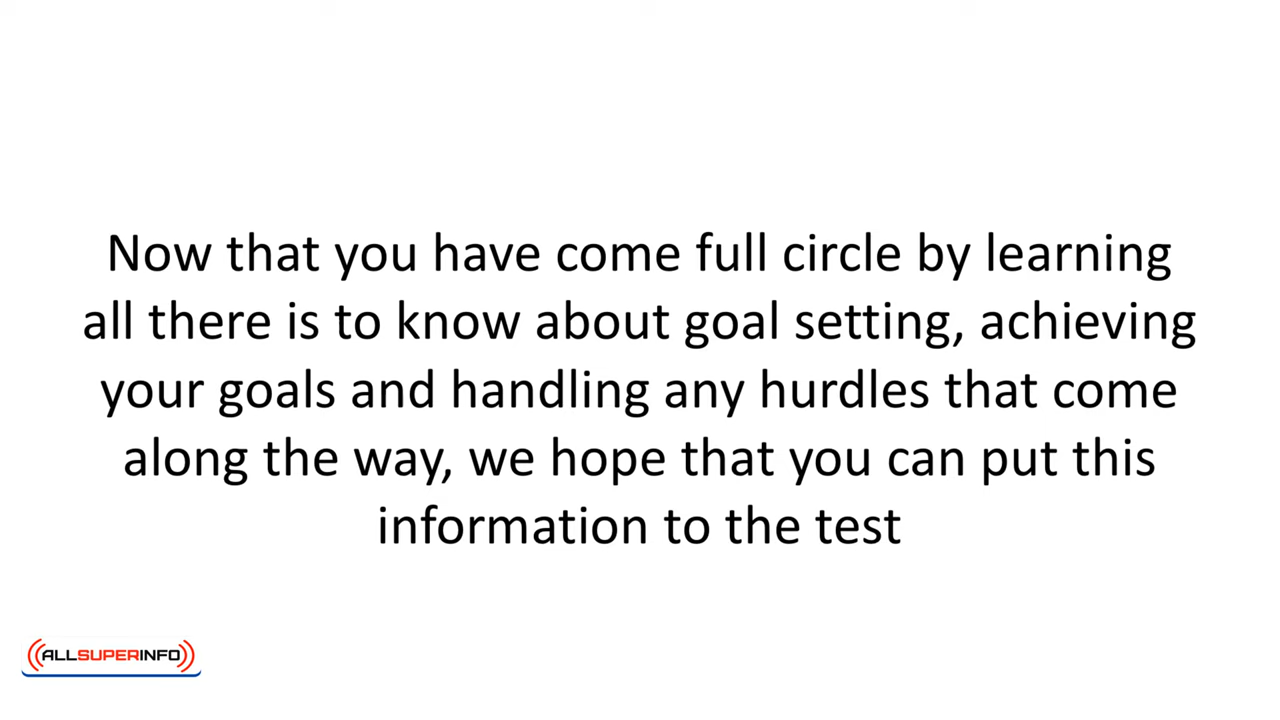 Now that you have come full circle by learning
all there is to know about goal setting, achieving
your goals and handling any hurdles that come
along the way, we hope that you can put this
information to the test
ALLSUPERINFO